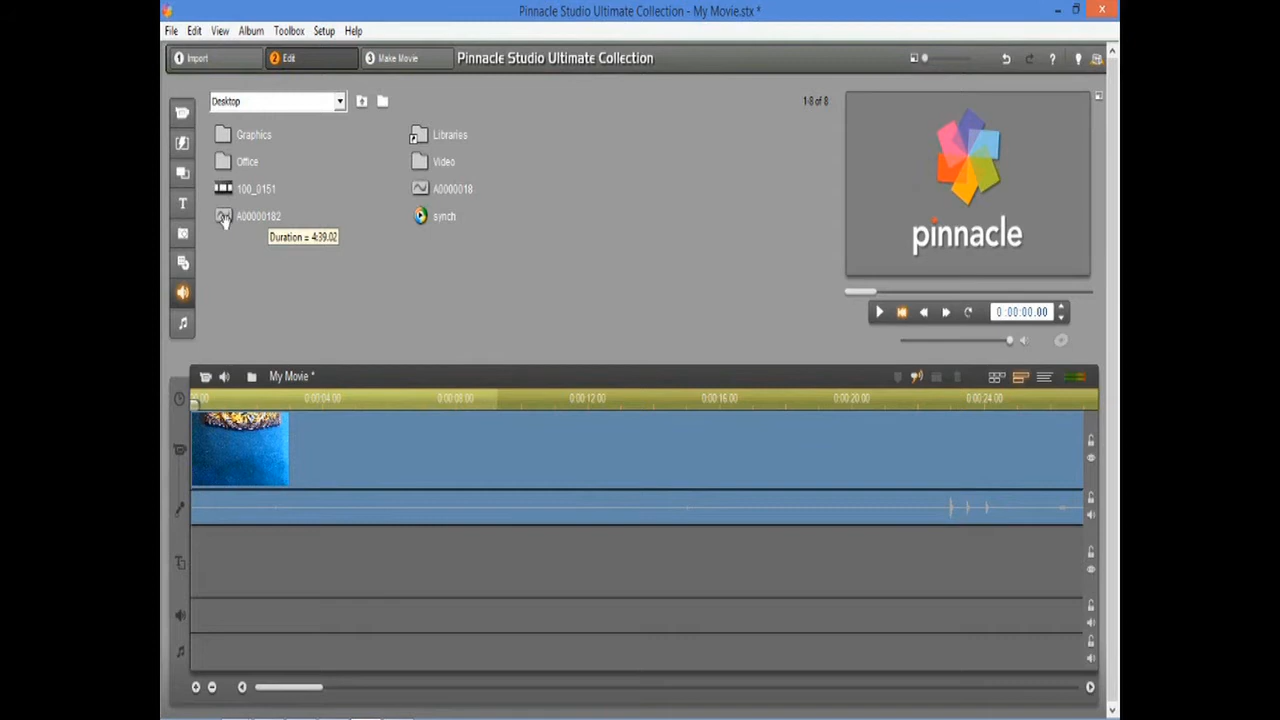 Pinnacle Studio Ultimate Collection - My Movie.stx *
File Edit View Album Toolbox Setup Help
1 Import 2 Edit 3 Make Movie Pinnacle Studio Ultimate Collection
Desktop
1-8 of 8
Graphics Libraries
Office Video
100_0151 A0000018
A00000182 synch
Duration = 4:39.02
T
pinnacle
0:00:00.00
My Movie *
0:00:04.00 0:00:08.00 0:00:12.00 0:00:16.00 0:00:20.00 0:00:24.00